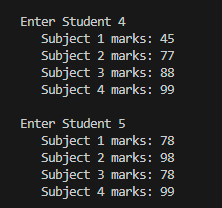 Enter Student 4
Subject 1 marks: 45
Subject 2 marks: 77
Subject 3 marks: 88
Subject 4 marks: 99
Enter Student 5
Subject 1 marks: 78
Subject 2 marks: 98
Subject 3 marks: 78
Subject 4 marks: 99